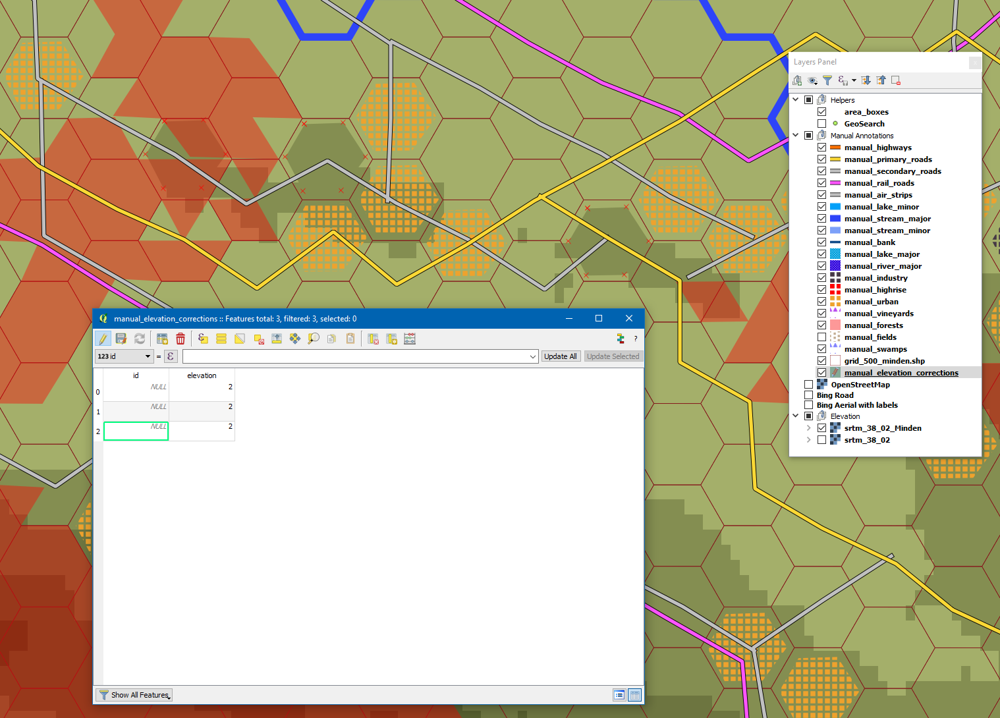 Layers Panel
Helpers
area_boxes
GeoSearch
Manual Annotations
manual_highways
manual_primary_roads
manual_secondary_roads
manual_rail_roads
manual_air_strips
manual_lake_minor
manual_stream_major
manual_stream_minor
manual_bank
manual_lake_major
manual_river_major
manual_industry
manual_highrise
manual_urban
manual_vineyards
manual_forests
manual_fields
manual_swamps
grid_500_minden.shp
manual_elevation_corrections
OpenStreetMap
Bing Road
Bing Aerial with labels
Elevation
srtm_38_02_Minden
srtm_38_02
manual_elevation_corrections :: Features total: 3, filtered: 3, selected: 0
?
123 id = ε Update All Update Selected
id elevation
0 NULL 2
1 NULL 2
2 NULL 2
Show All Features